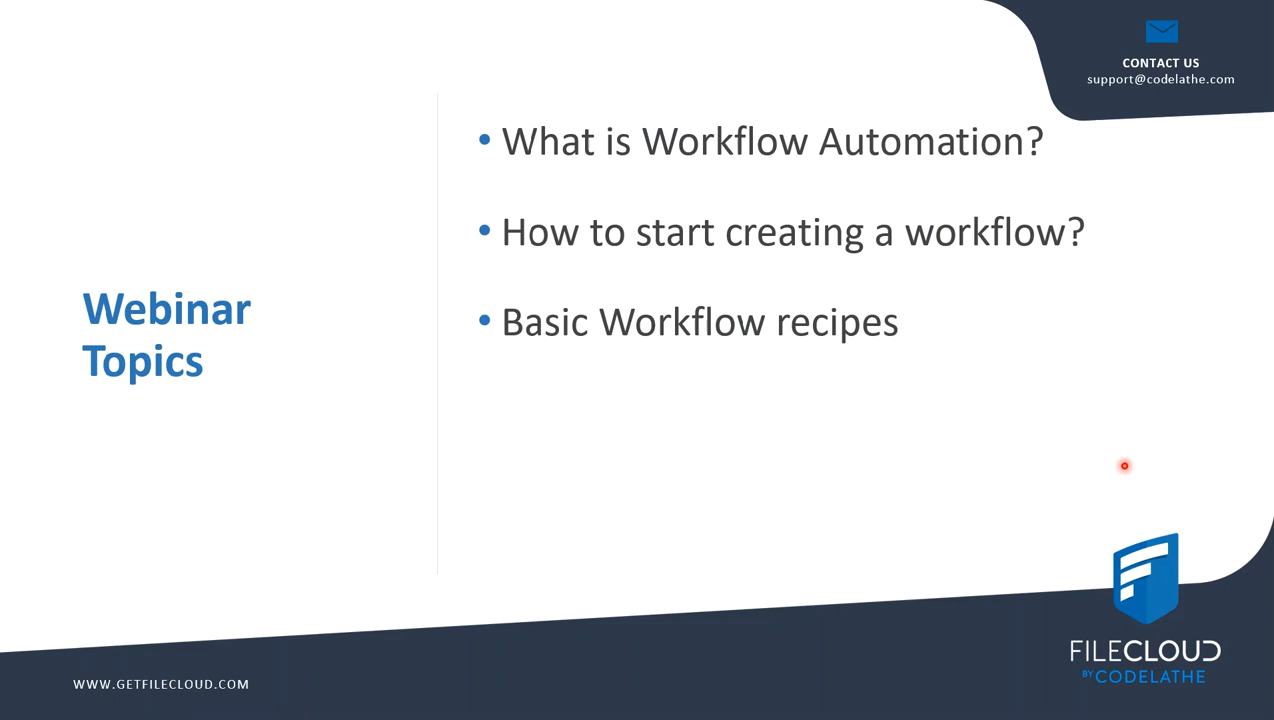 CONTACT US
support@codelathe.com
• What is Workflow Automation?
• How to start creating a workflow?
• Basic Workflow recipes
Webinar
Topics
FILECLOUD
BY CODELATHE
WWW.GETFILECLOUD.COM